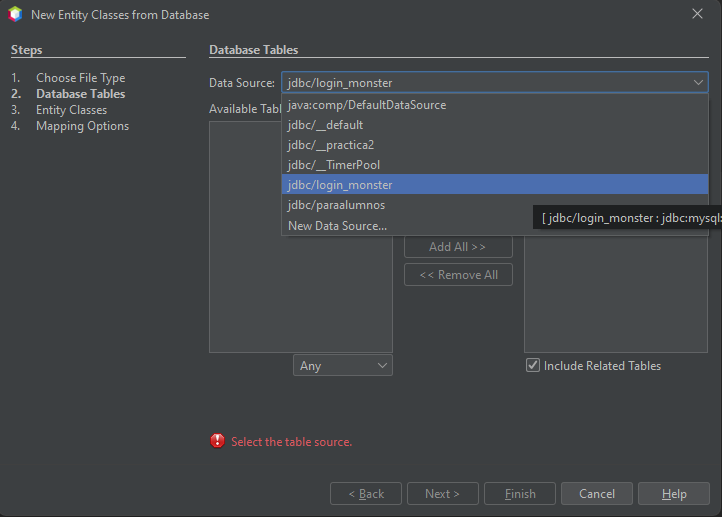 New Entity Classes from Database
Steps
1. Choose File Type
2. Database Tables
3. Entity Classes
4. Mapping Options
Database Tables
Data Source: jdbc/login_monster
java:comp/DefaultDataSource
jdbc/__default
jdbc/__practica2
jdbc/__TimerPool
jdbc/login_monster
jdbc/paraalumnos
New Data Source...
[ jdbc/login_monster : jdbc:mysql:
Available Tabl
Add All >>
<< Remove All
Any
Include Related Tables
Select the table source.
< Back
Next >
Finish
Cancel
Help